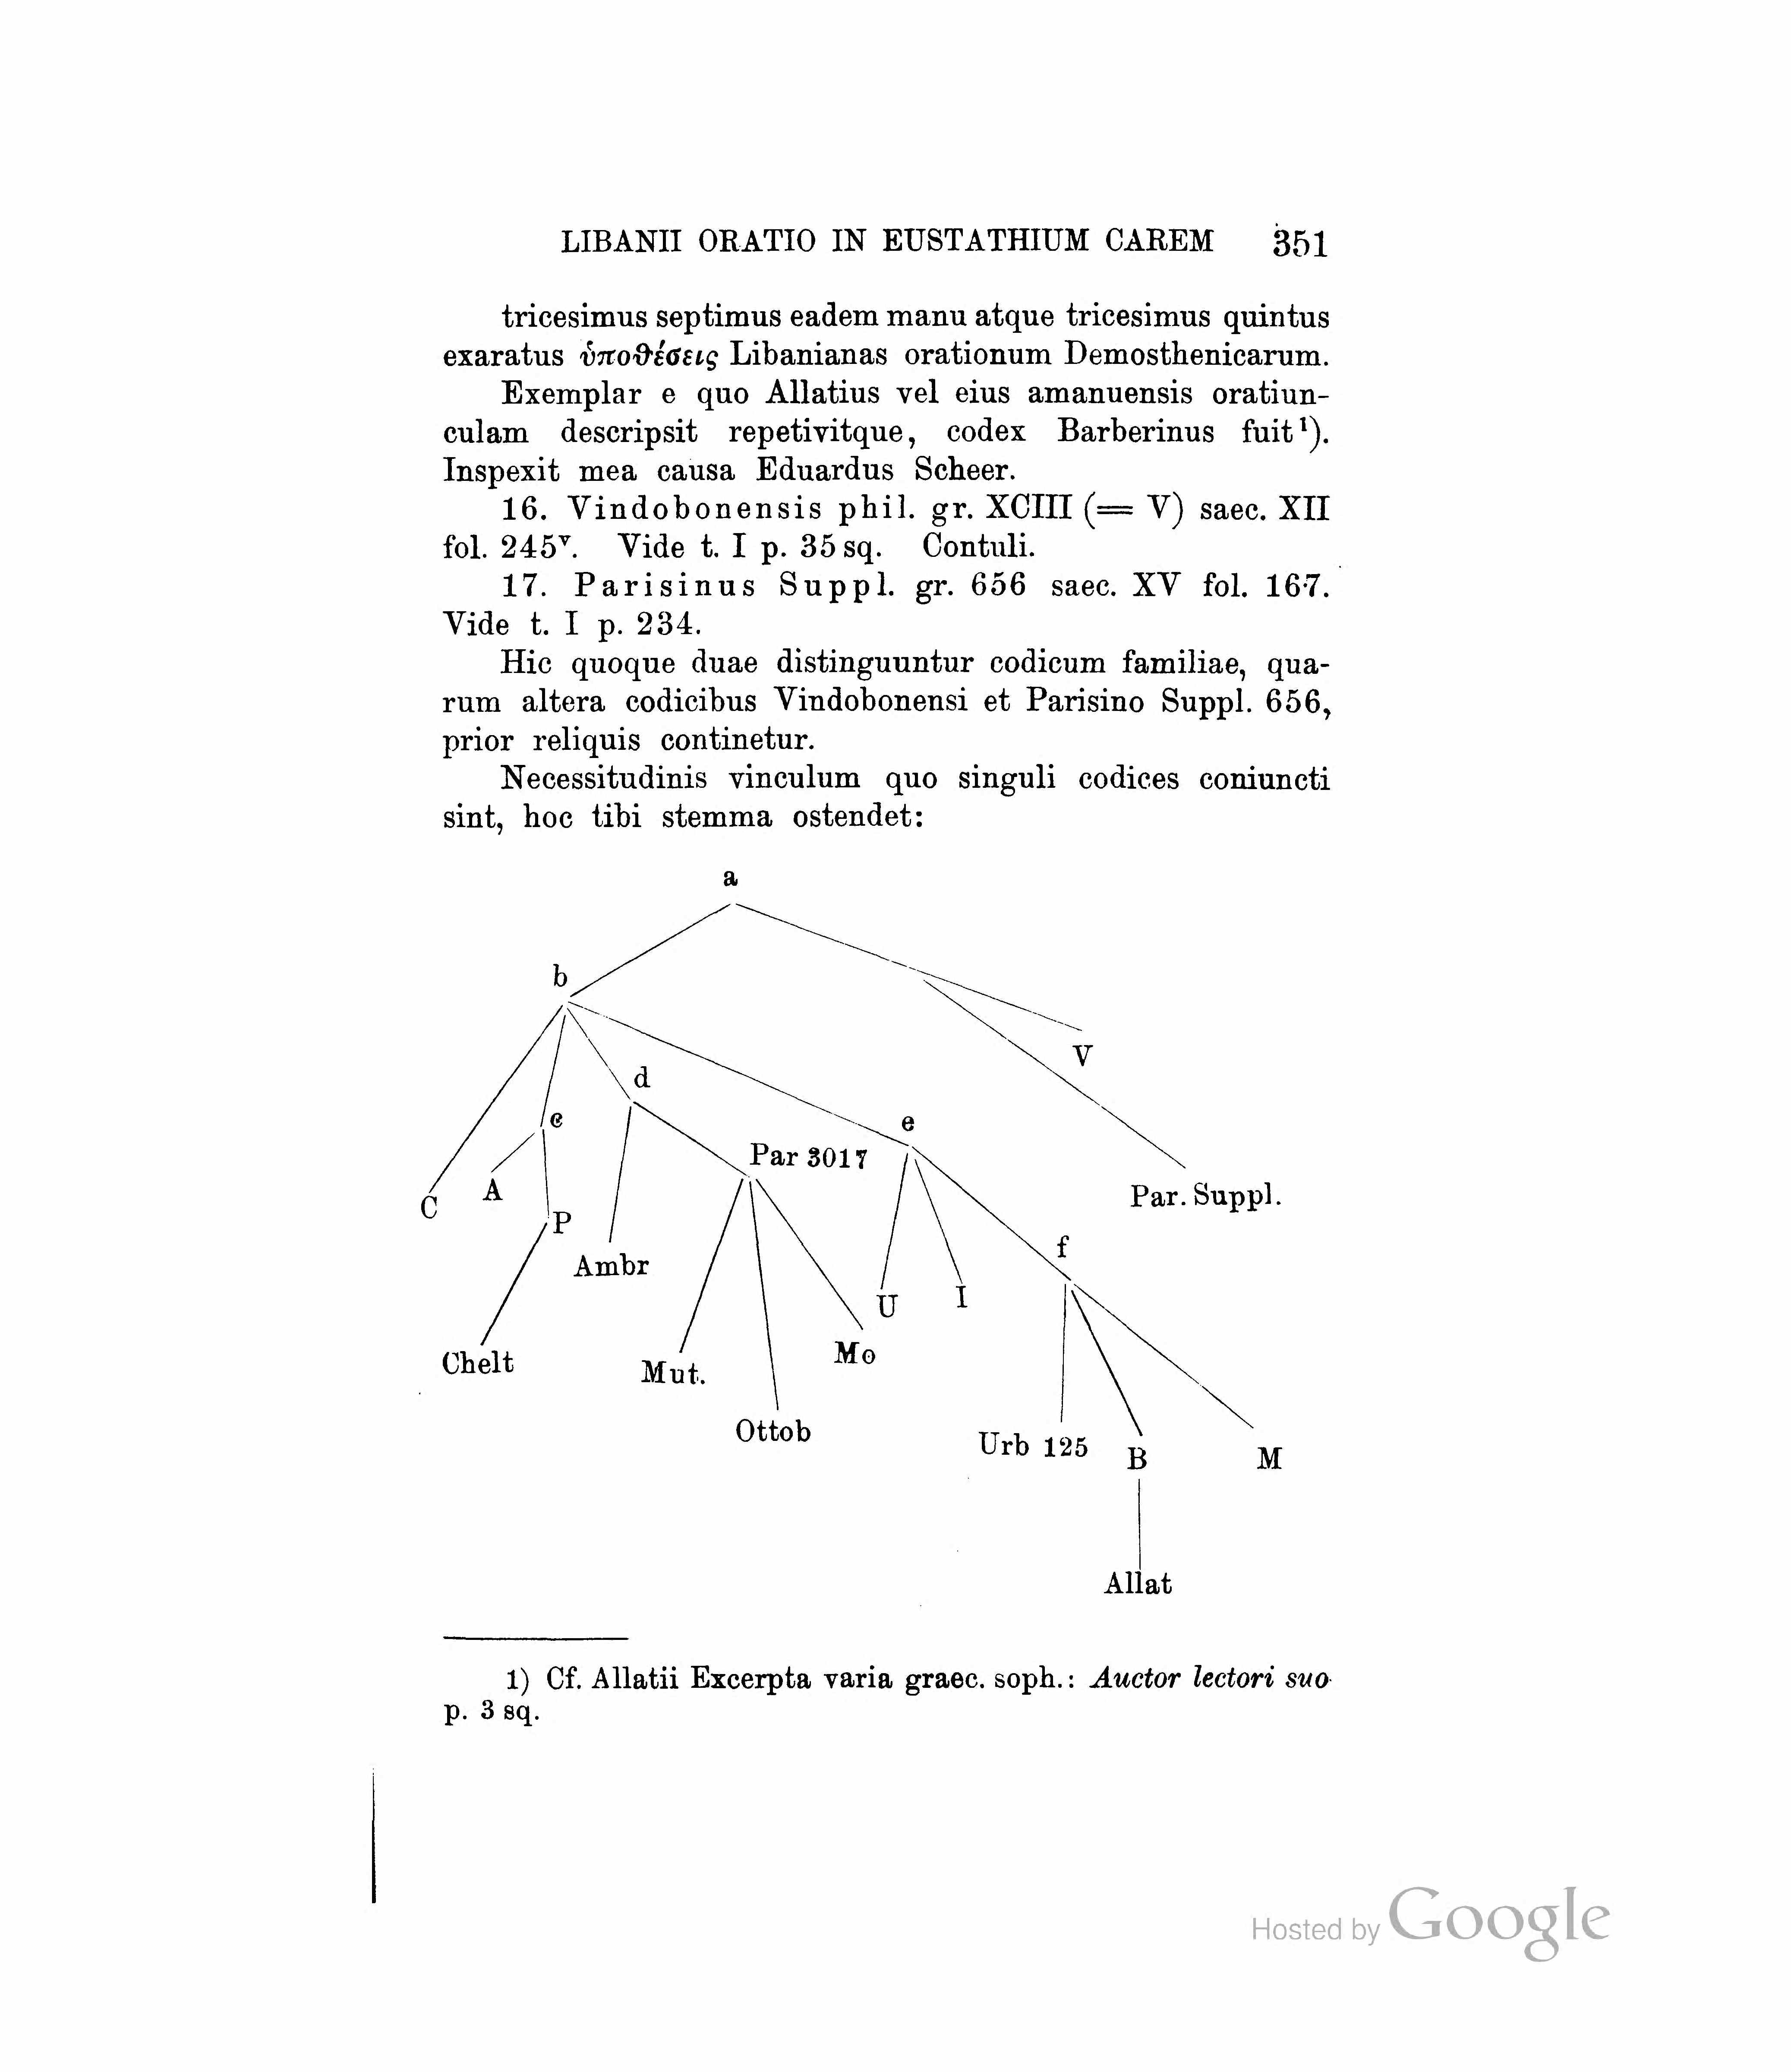 LIBANII ORATIO IN EUSTATHIUM CAREM 351
tricesimus septimus eadem manu atque tricesimus quintus
exaratus ὑποθέσεις Libanianas orationum Demosthenicarum.
Exemplar e quo Allatius vel eius amanuensis oratiun-
culam descripsit repetivitque, codex Barberinus fuit¹).
Inspexit mea causa Eduardus Scheer.
16. Vindobonensis phil. gr. XCIII (= V) saec. XII
fol. 245ᵛ. Vide t. I p. 35 sq. Contuli.
17. Parisinus Suppl. gr. 656 saec. XV fol. 167.
Vide t. I p. 234.
Hic quoque duae distinguuntur codicum familiae, qua-
rum altera codicibus Vindobonensi et Parisino Suppl. 656,
prior reliquis continetur.
Necessitudinis vinculum quo singuli codices coniuncti
sint, hoc tibi stemma ostendet:
a
b
V
d
c
e
Par 3017
C
A
Par. Suppl.
P
f
Ambr
U
I
Chelt
Mut.
Mo
Ottob
Urb 125
B
M
Allat
1) Cf. Allatii Excerpta varia graec. soph.: Auctor lectori suo
p. 3 sq.
Hosted by Google